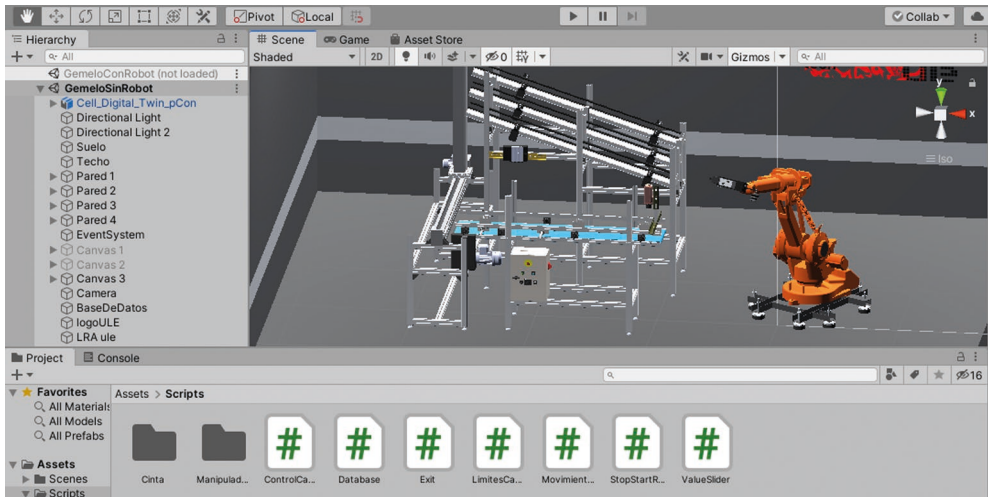 Pivot Local Collab
Hierarchy Scene Game Asset Store
All Shaded 2D 0 Gizmos All
GemeloConRobot (not loaded)
GemeloSinRobot
Cell_Digital_Twin_pCon
Directional Light
Directional Light 2
Suelo
Techo
Pared 1
Pared 2
Pared 3
Pared 4
EventSystem
Canvas 1
Canvas 2
Canvas 3
Camera
BaseDeDatos
logoULE
LRA ule
y
x
Iso
Project Console
16
Favorites
All Materials
All Models
All Prefabs
Assets
Scenes
Scripts
Assets > Scripts
Cinta Manipulad... ControlCa... Database Exit LimitesCa... Movimient... StopStartR... ValueSlider